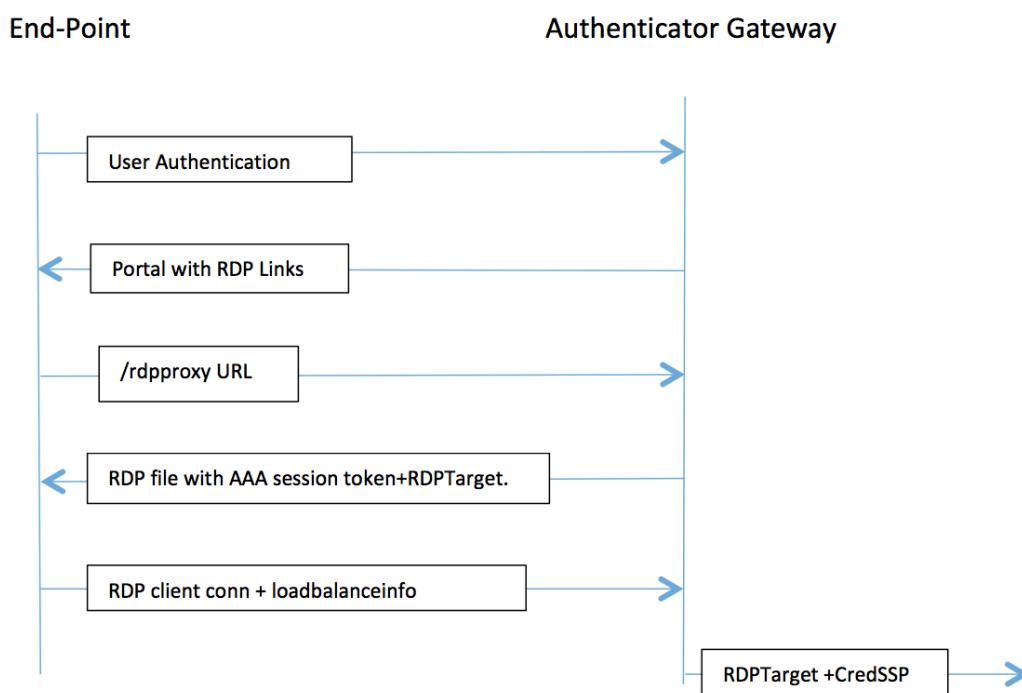 End-Point
Authenticator Gateway
User Authentication
Portal with RDP Links
/rdpproxy URL
RDP file with AAA session token+RDPTarget.
RDP client conn + loadbalanceinfo
RDPTarget +CredSSP